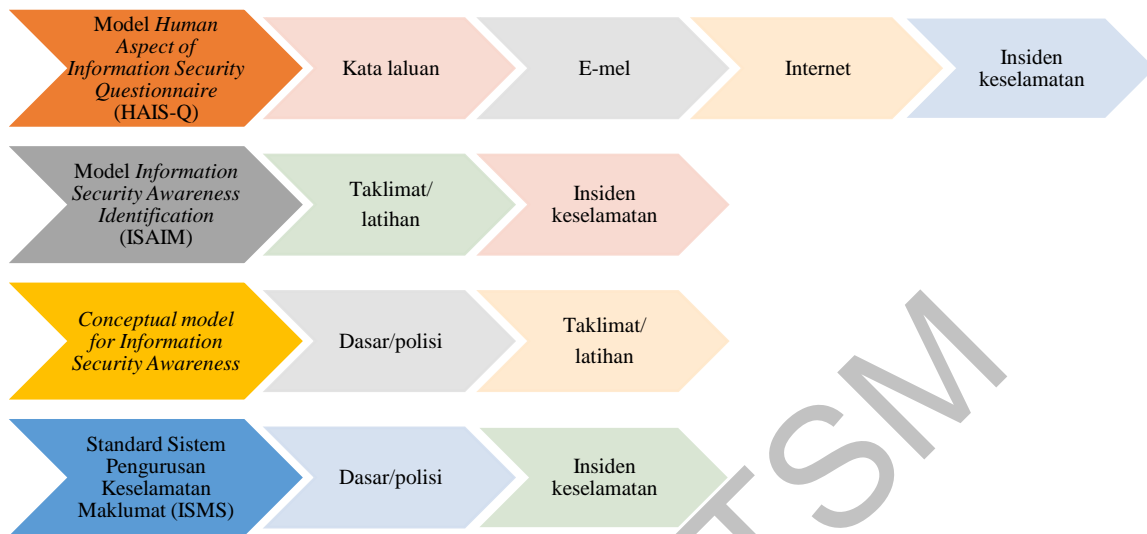 Model Human
Aspect of
Information Security
Questionnaire
(HAIS-Q)
Kata laluan
E-mel
Internet
Insiden
keselamatan
Model Information
Security Awareness
Identification
(ISAIM)
Taklimat/
latihan
Insiden
keselamatan
Conceptual model
for Information
Security Awareness
Dasar/polisi
Taklimat/
latihan
Standard Sistem
Pengurusan
Keselamatan
Maklumat (ISMS)
Dasar/polisi
Insiden
keselamatan
TSM